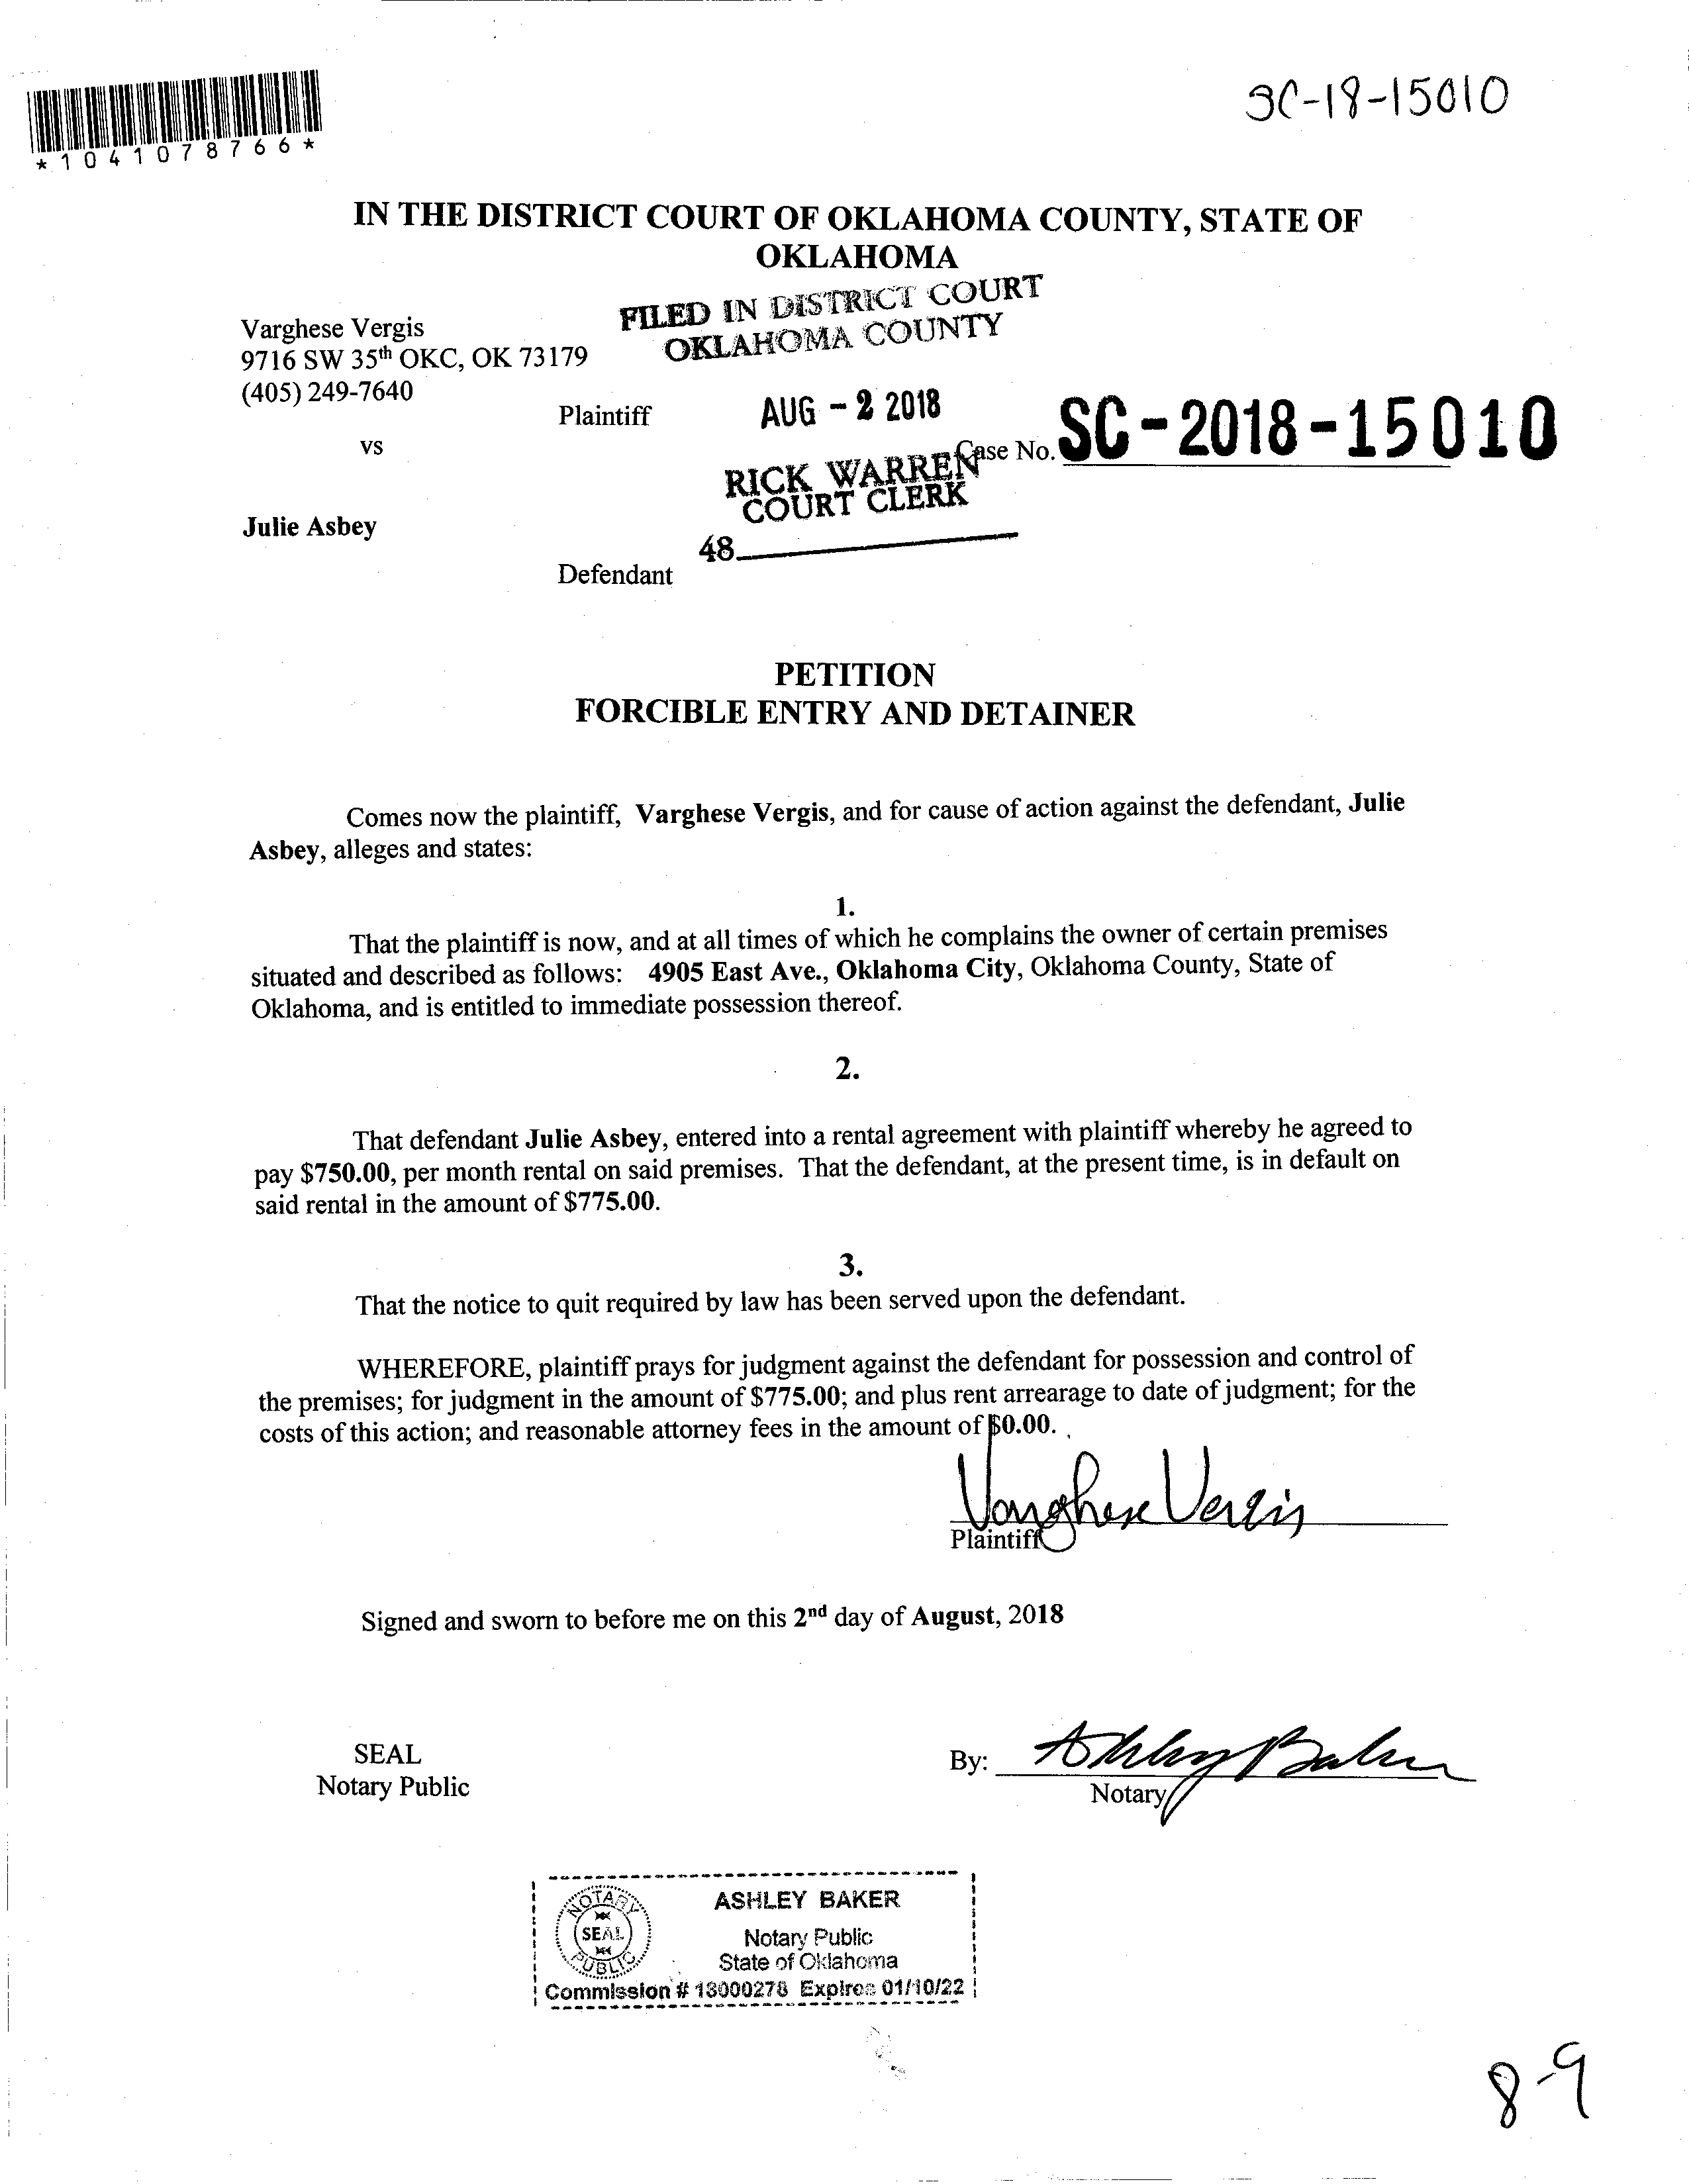 SC-18-15010
*1041078766*
IN THE DISTRICT COURT OF OKLAHOMA COUNTY, STATE OF
OKLAHOMA
FILED IN DISTRICT COURT
OKLAHOMA COUNTY
Varghese Vergis
9716 SW 35th OKC, OK 73179
(405) 249-7640
Plaintiff
AUG - 2 2018
vs
Case No. SC-2018-15010
RICK WARREN
COURT CLERK
Julie Asbey
48
Defendant
PETITION
FORCIBLE ENTRY AND DETAINER
Comes now the plaintiff, Varghese Vergis, and for cause of action against the defendant, Julie
Asbey, alleges and states:
1.
That the plaintiff is now, and at all times of which he complains the owner of certain premises
situated and described as follows: 4905 East Ave., Oklahoma City, Oklahoma County, State of
Oklahoma, and is entitled to immediate possession thereof.
2.
That defendant Julie Asbey, entered into a rental agreement with plaintiff whereby he agreed to
pay $750.00, per month rental on said premises. That the defendant, at the present time, is in default on
said rental in the amount of $775.00.
3.
That the notice to quit required by law has been served upon the defendant.
WHEREFORE, plaintiff prays for judgment against the defendant for possession and control of
the premises; for judgment in the amount of $775.00; and plus rent arrearage to date of judgment; for the
costs of this action; and reasonable attorney fees in the amount of $0.00.
Varghese Vergis
Plaintiff
Signed and sworn to before me on this 2nd day of August, 2018
SEAL
Notary Public
By: Ashley Baker
Notary
NOTARY
SEAL
PUBLIC
ASHLEY BAKER
Notary Public
State of Oklahoma
Commission # 18000278 Expires 01/10/22
8-9